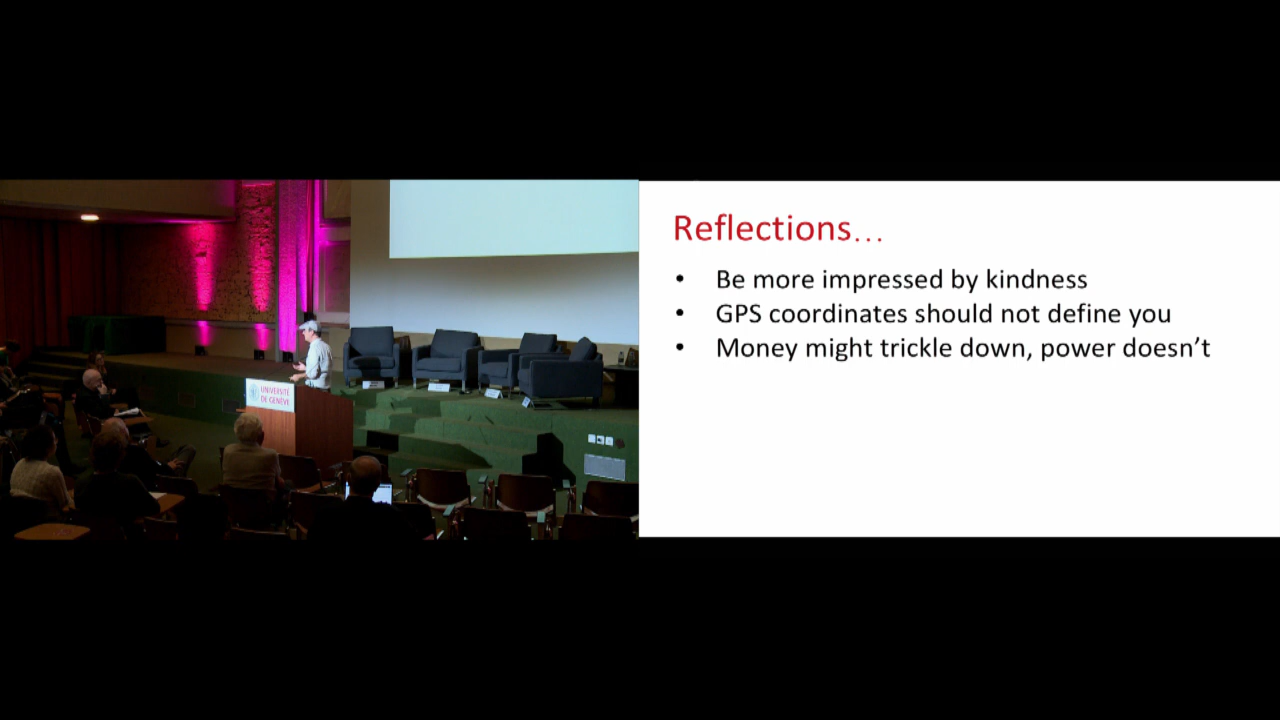 UNIVERSITÉ
DE GENÈVE
Reflections...
• Be more impressed by kindness
• GPS coordinates should not define you
• Money might trickle down, power doesn’t